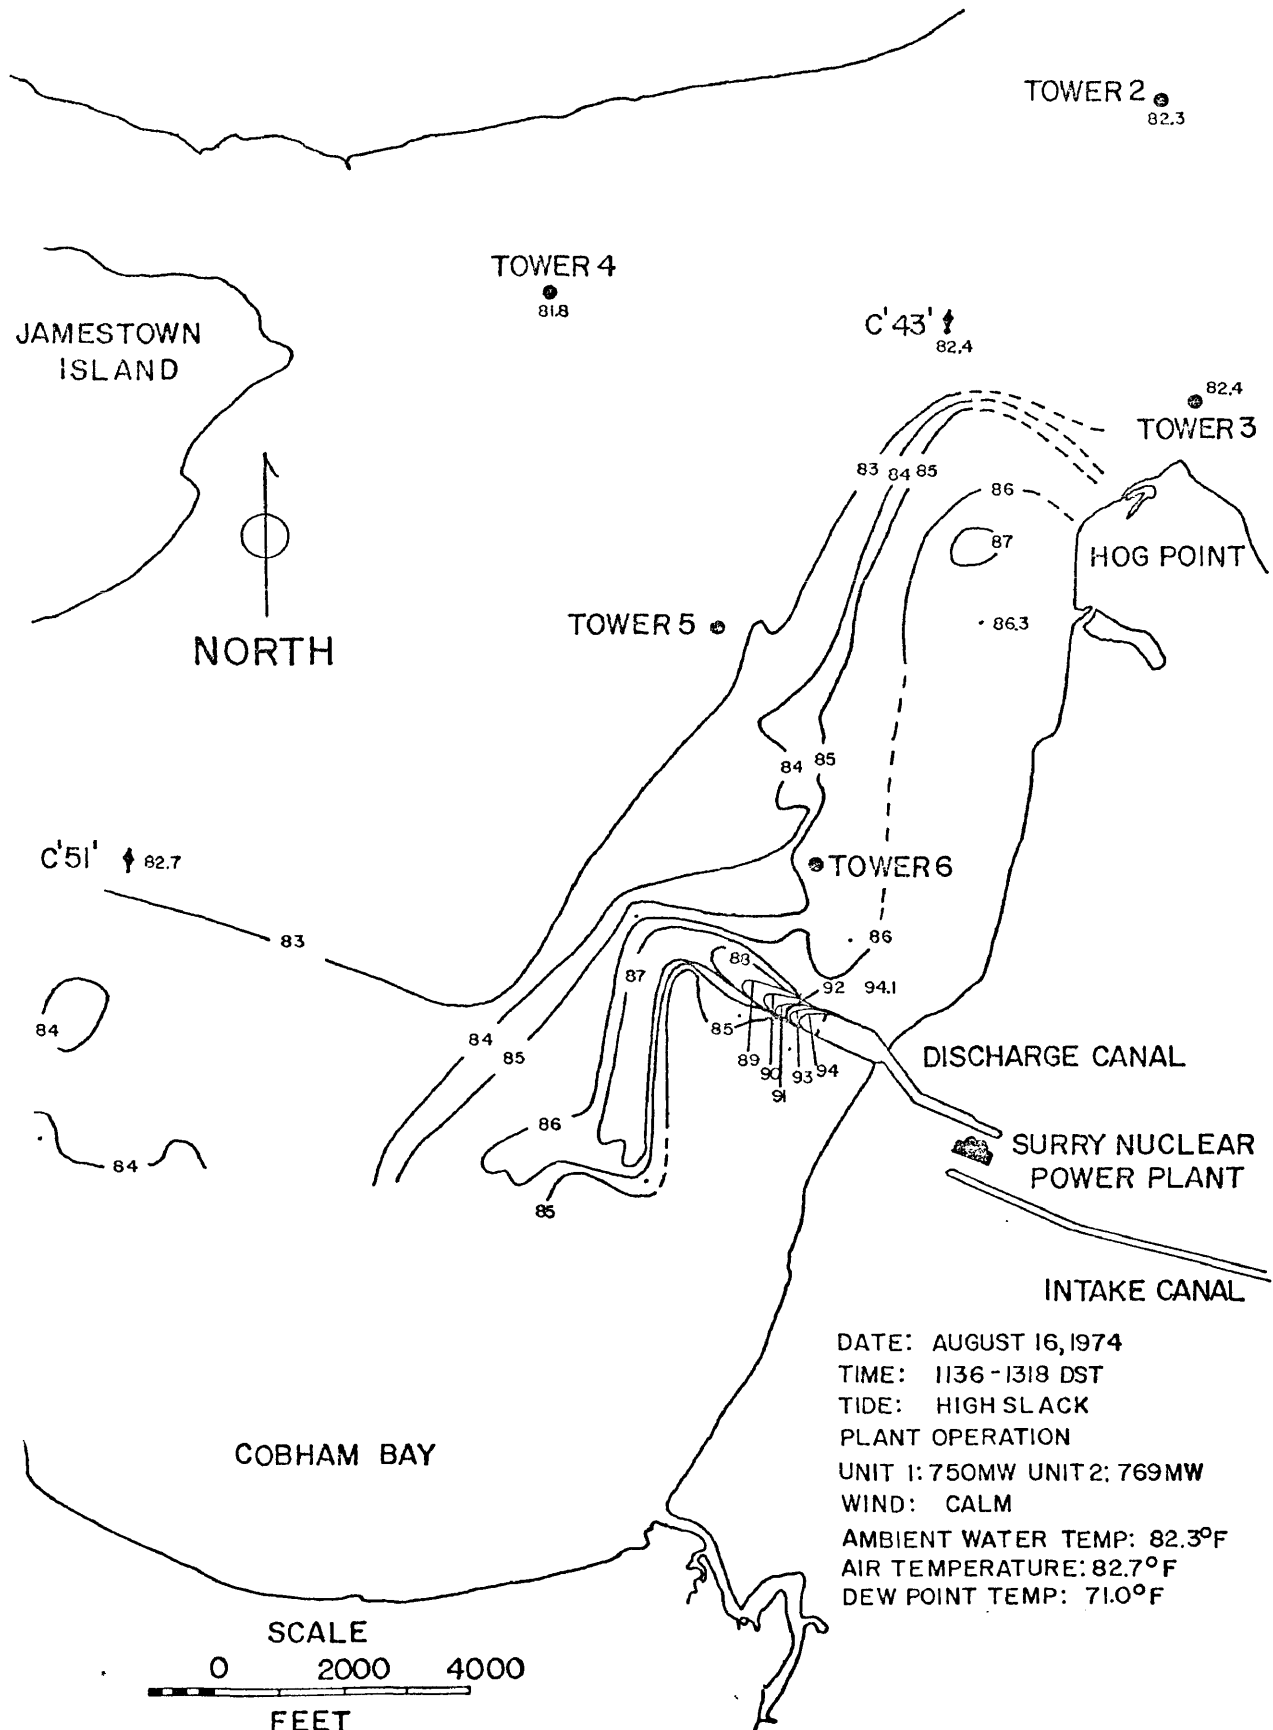 TOWER 2
82.3
TOWER 4
81.8
JAMESTOWN
ISLAND
C'43'
82.4
82.4
TOWER 3
83 84 85
86
87
HOG POINT
NORTH
TOWER 5
86.3
84 85
C'51' 82.7
TOWER 6
83
86
88
87
92 94.1
84
85
84
85
89
90
91
93
94
DISCHARGE CANAL
86
84
85
SURRY NUCLEAR
POWER PLANT
INTAKE CANAL
DATE: AUGUST 16, 1974
TIME: 1136-1318 DST
TIDE: HIGH SLACK
PLANT OPERATION
UNIT 1: 750MW UNIT 2: 769MW
WIND: CALM
AMBIENT WATER TEMP: 82.3°F
AIR TEMPERATURE: 82.7°F
DEW POINT TEMP: 71.0°F
COBHAM BAY
SCALE
0 2000 4000
FEET